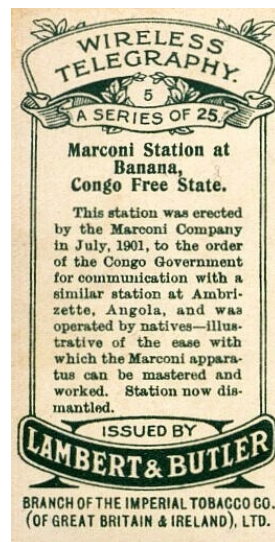 WIRELESS
TELEGRAPHY.
5
A SERIES OF 25.
Marconi Station at
Banana,
Congo Free State.
This station was erected
by the Marconi Company
in July, 1901, to the order
of the Congo Government
for communication with a
similar station at Ambri-
zette, Angola, and was
operated by natives—illus-
trative of the ease with
which the Marconi appara-
tus can be mastered and
worked. Station now dis-
mantled.
ISSUED BY
LAMBERT & BUTLER
BRANCH OF THE IMPERIAL TOBACCO CO.
(OF GREAT BRITAIN & IRELAND), LTD.